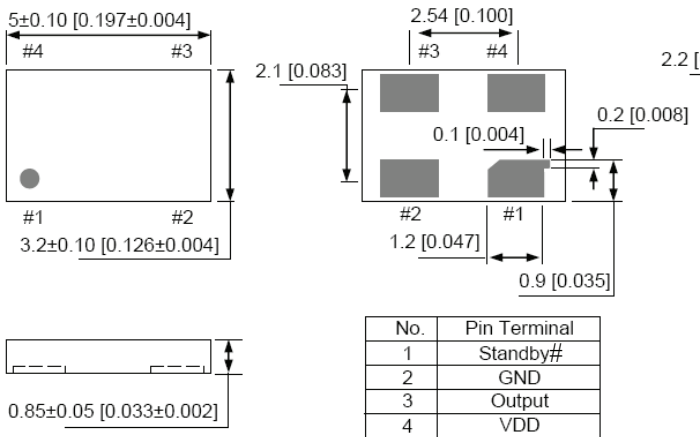 5±0.10 [0.197±0.004]
#4 #3
#1 #2
3.2±0.10 [0.126±0.004]
0.85±0.05 [0.033±0.002]
2.54 [0.100]
#3 #4
2.1 [0.083]
0.1 [0.004]
0.2 [0.008]
#2 #1
1.2 [0.047]
0.9 [0.035]
2.2 [
No. Pin Terminal
1 Standby#
2 GND
3 Output
4 VDD